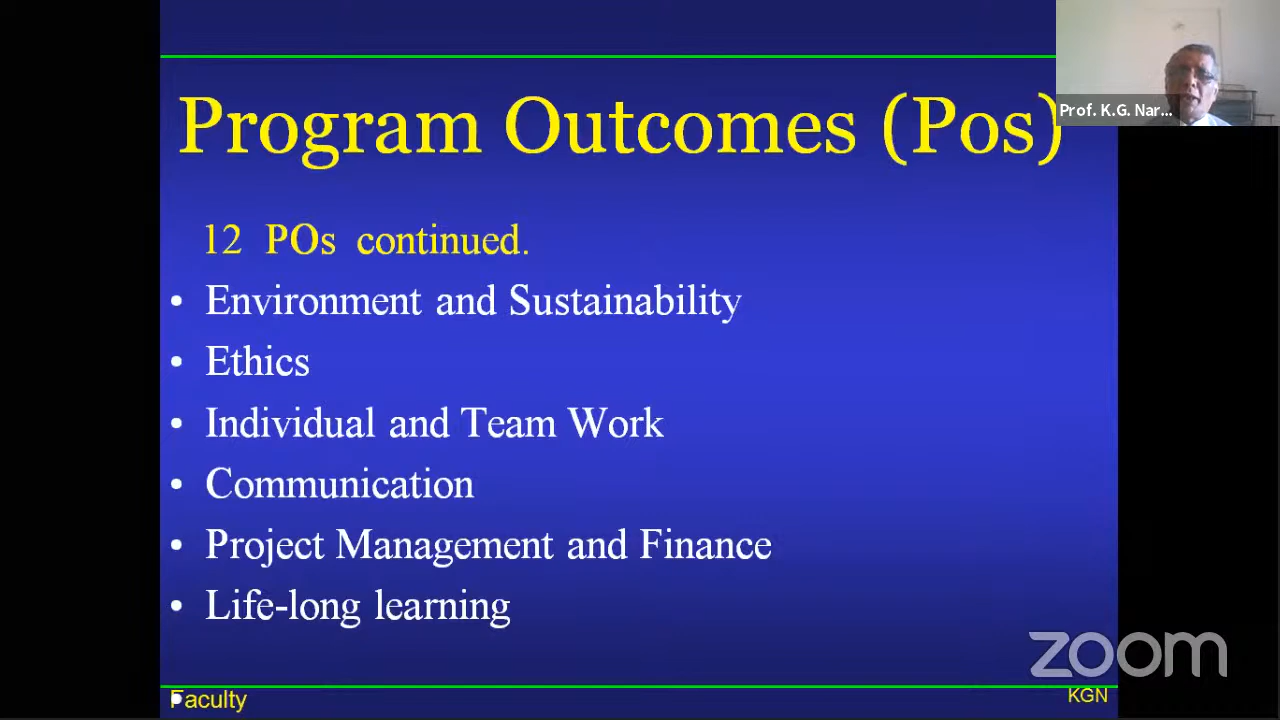 Program Outcomes (Pos)
Prof. K.G. Nar...
12 POs continued.
• Environment and Sustainability
• Ethics
• Individual and Team Work
• Communication
• Project Management and Finance
• Life-long learning
zoom
Faculty
KGN